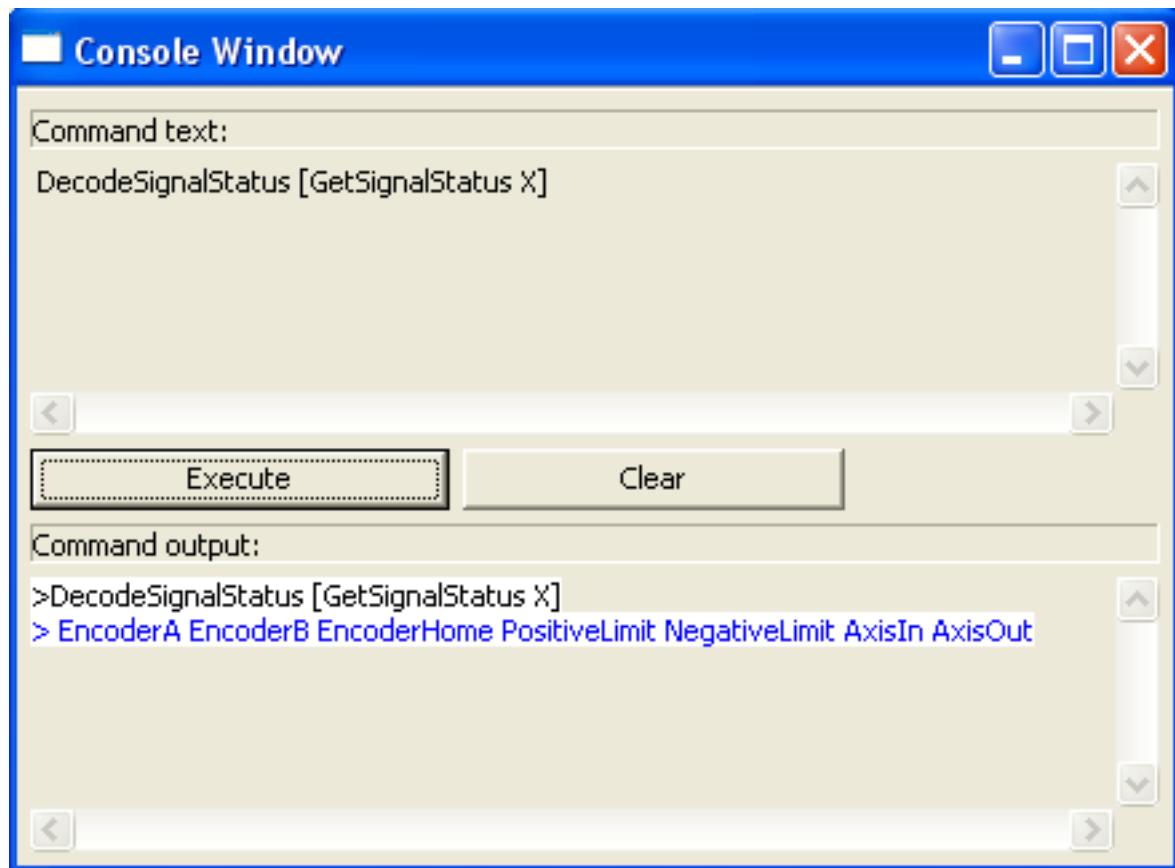 Console Window
Command text:
DecodeSignalStatus [GetSignalStatus X]
Execute
Clear
Command output:
>DecodeSignalStatus [GetSignalStatus X]
> EncoderA EncoderB EncoderHome PositiveLimit NegativeLimit AxisIn AxisOut